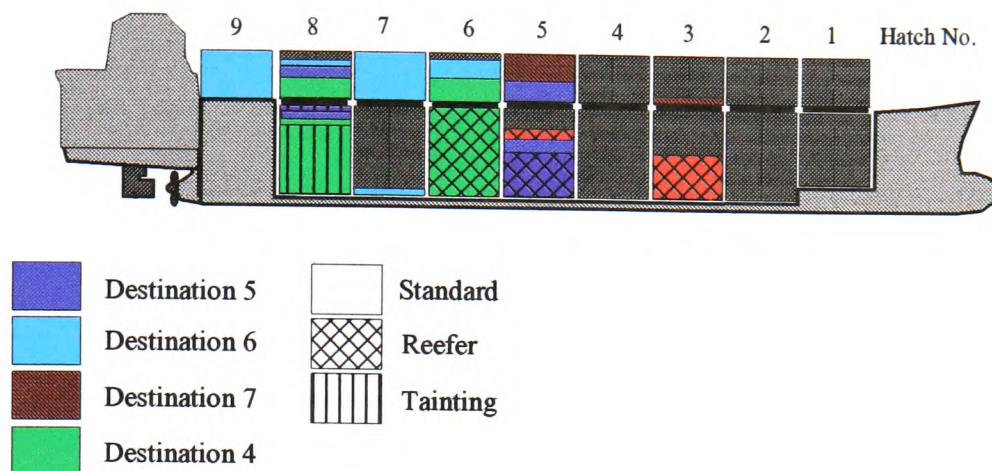 9 8 7 6 5 4 3 2 1 Hatch No.
Destination 5 Standard
Destination 6 Reefer
Destination 7 Tainting
Destination 4